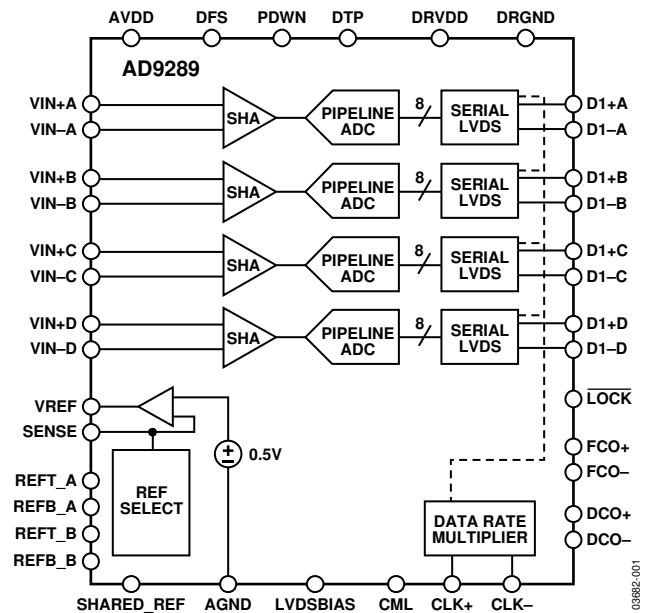 AVDD DFS PDWN DTP DRVDD DRGND
AD9289
VIN+A
VIN–A
SHA
PIPELINE
ADC
8
SERIAL
LVDS
D1+A
D1–A
VIN+B
VIN–B
SHA
PIPELINE
ADC
8
SERIAL
LVDS
D1+B
D1–B
VIN+C
VIN–C
SHA
PIPELINE
ADC
8
SERIAL
LVDS
D1+C
D1–C
VIN+D
VIN–D
SHA
PIPELINE
ADC
8
SERIAL
LVDS
D1+D
D1–D
VREF
SENSE
REFT_A
REFB_A
REFT_B
REFB_B
REF
SELECT
±
0.5V
DATA RATE
MULTIPLIER
LOCK
FCO+
FCO–
DCO+
DCO–
SHARED_REF AGND LVDSBIAS CML CLK+ CLK–
03682-001